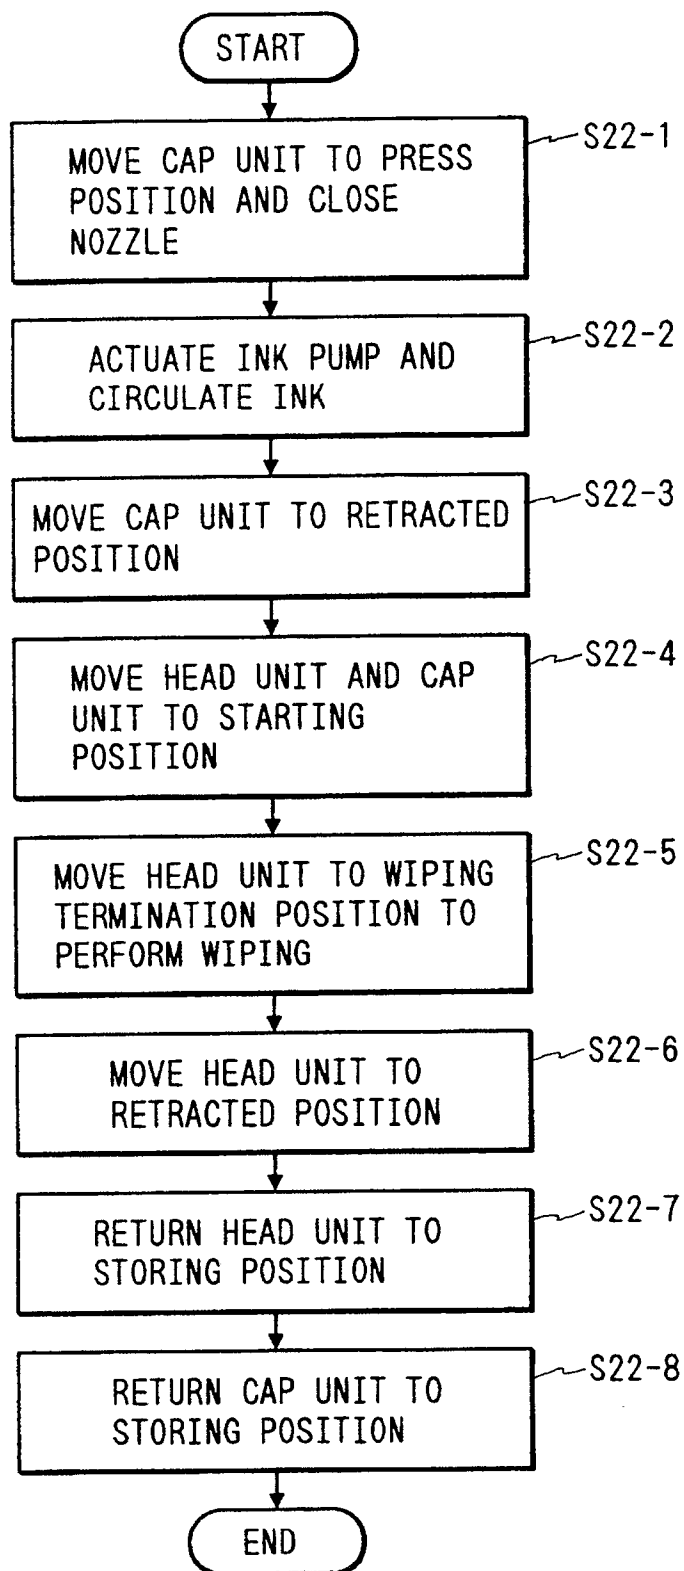 START
S22-1
MOVE CAP UNIT TO PRESS
POSITION AND CLOSE
NOZZLE
S22-2
ACTUATE INK PUMP AND
CIRCULATE INK
S22-3
MOVE CAP UNIT TO RETRACTED
POSITION
S22-4
MOVE HEAD UNIT AND CAP
UNIT TO STARTING
POSITION
S22-5
MOVE HEAD UNIT TO WIPING
TERMINATION POSITION TO
PERFORM WIPING
S22-6
MOVE HEAD UNIT TO
RETRACTED POSITION
S22-7
RETURN HEAD UNIT TO
STORING POSITION
S22-8
RETURN CAP UNIT TO
STORING POSITION
END